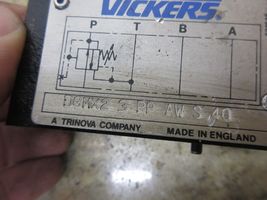 VICKERS
P T B A
DGMX2 3 PP AW S 40
A TRINOVA COMPANY MADE IN ENGLAND